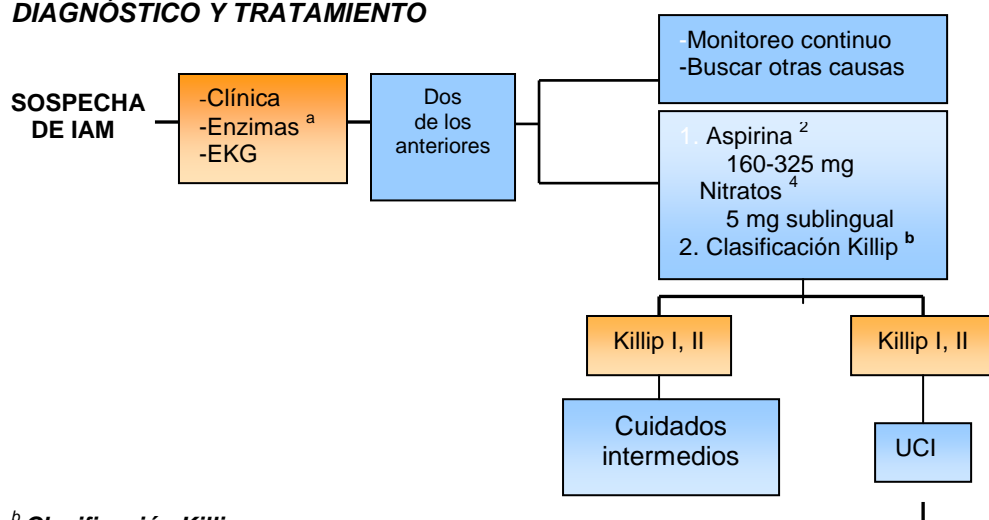 DIAGNÓSTICO Y TRATAMIENTO
SOSPECHA
DE IAM
-Clínica
-Enzimas a
-EKG
Dos
de los
anteriores
-Monitoreo continuo
-Buscar otras causas
1. Aspirina 2
160-325 mg
Nitratos 4
5 mg sublingual
2. Clasificación Killip b
Killip I, II
Killip I, II
Cuidados
intermedios
UCI
b Clasificación Killip